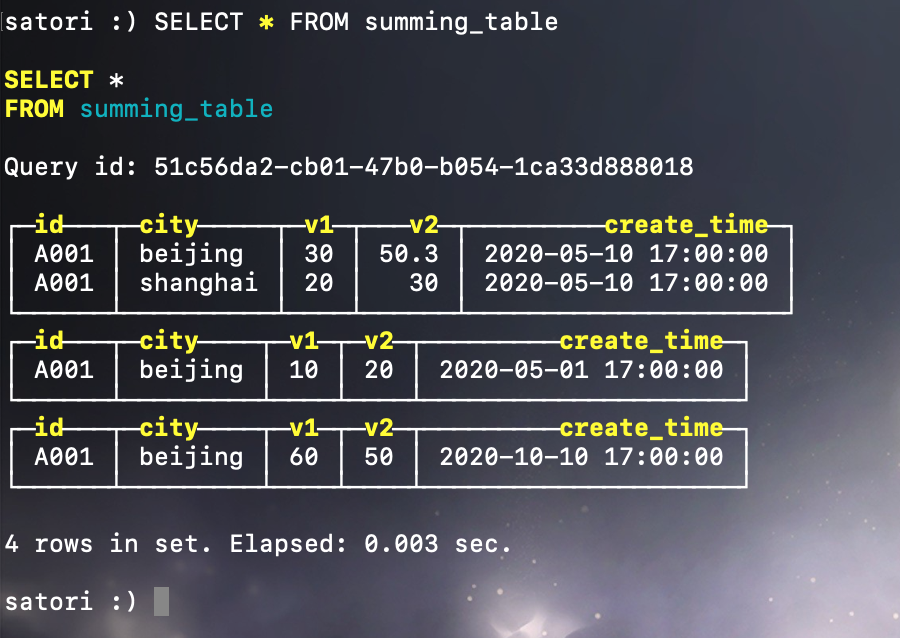 satori :) SELECT * FROM summing_table
SELECT *
FROM summing_table
Query id: 51c56da2-cb01-47b0-b054-1ca33d888018
id city v1 v2 create_time
A001 beijing 30 50.3 2020-05-10 17:00:00
A001 shanghai 20 30 2020-05-10 17:00:00
id city v1 v2 create_time
A001 beijing 10 20 2020-05-01 17:00:00
id city v1 v2 create_time
A001 beijing 60 50 2020-10-10 17:00:00
4 rows in set. Elapsed: 0.003 sec.
satori :)